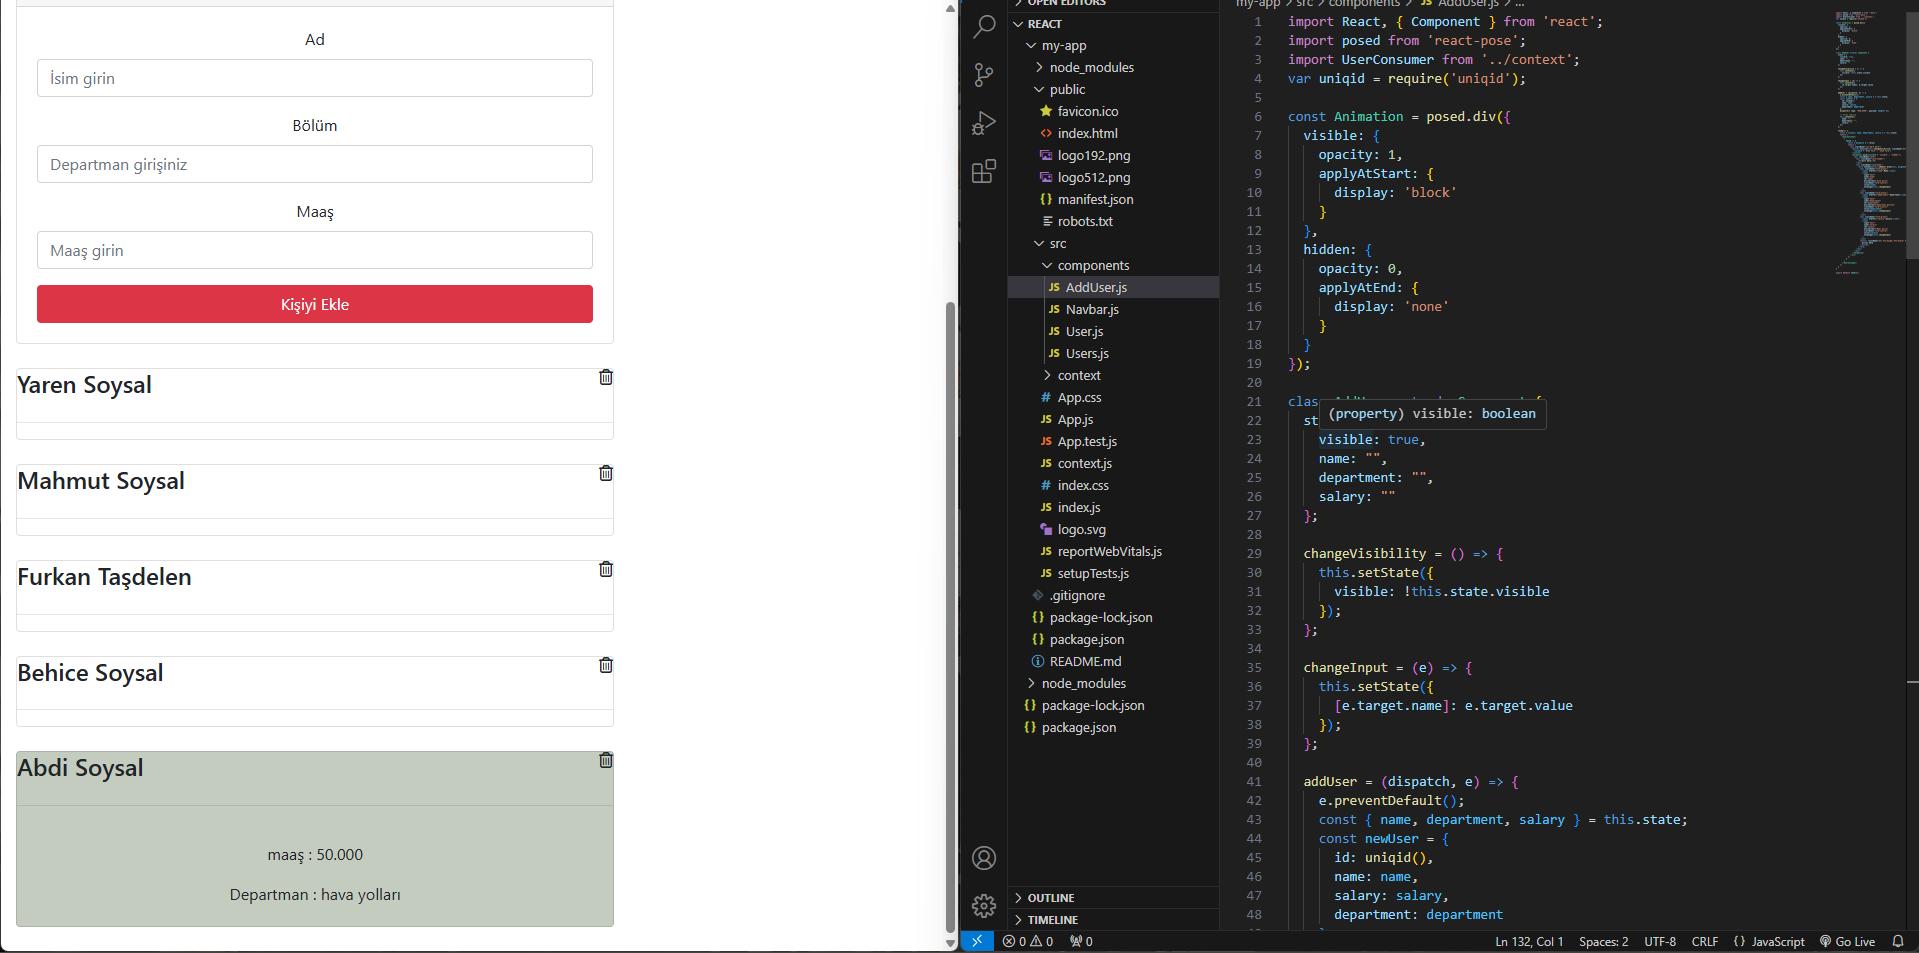 Ad
İsim girin
Bölüm
Departman girişiniz
Maaş
Maaş girin
Kişiyi Ekle
Yaren Soysal
Mahmut Soysal
Furkan Taşdelen
Behice Soysal
Abdi Soysal
maaş : 50.000
Departman : hava yolları
OPEN EDITORS
REACT
my-app
node_modules
public
favicon.ico
index.html
logo192.png
logo512.png
manifest.json
robots.txt
src
components
JS AddUser.js
JS Navbar.js
JS User.js
JS Users.js
context
# App.css
JS App.js
JS App.test.js
JS context.js
# index.css
JS index.js
logo.svg
JS reportWebVitals.js
JS setupTests.js
.gitignore
{} package-lock.json
{} package.json
README.md
node_modules
{} package-lock.json
{} package.json
OUTLINE
TIMELINE
my-app > src > components > JS AddUser.js > ...
1 import React, { Component } from 'react';
2 import posed from 'react-pose';
3 import UserConsumer from '../context';
4 var uniqid = require('uniqid');
5
6 const Animation = posed.div({
7 visible: {
8 opacity: 1,
9 applyAtStart: {
10 display: 'block'
11 }
12 },
13 hidden: {
14 opacity: 0,
15 applyAtEnd: {
16 display: 'none'
17 }
18 }
19 });
20
21 clas
(property) visible: boolean
22 st
23 visible: true,
24 name: "",
25 department: "",
26 salary: ""
27 };
28
29 changeVisibility = () => {
30 this.setState({
31 visible: !this.state.visible
32 });
33 };
34
35 changeInput = (e) => {
36 this.setState({
37 [e.target.name]: e.target.value
38 });
39 };
40
41 addUser = (dispatch, e) => {
42 e.preventDefault();
43 const { name, department, salary } = this.state;
44 const newUser = {
45 id: uniqid(),
46 name: name,
47 salary: salary,
48 department: department
0 0 0 Ln 132, Col 1 Spaces: 2 UTF-8 CRLF {} JavaScript Go Live